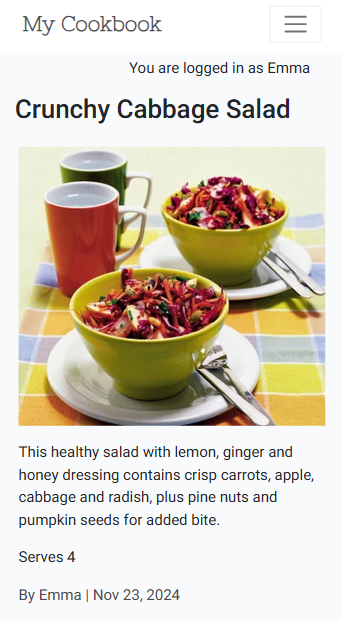 My Cookbook
You are logged in as Emma
Crunchy Cabbage Salad
This healthy salad with lemon, ginger and
honey dressing contains crisp carrots, apple,
cabbage and radish, plus pine nuts and
pumpkin seeds for added bite.
Serves 4
By Emma | Nov 23, 2024